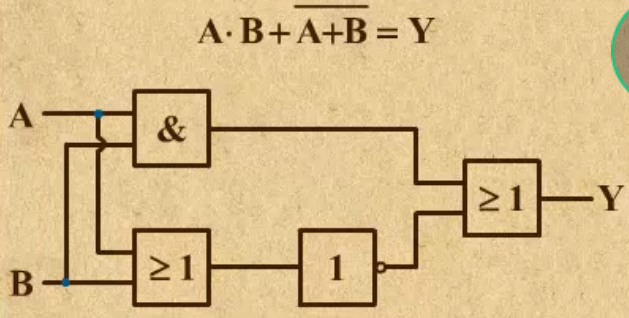 A·B+A̅+̅B̅ = Y
A
&
≥1
Y
≥1
1
B